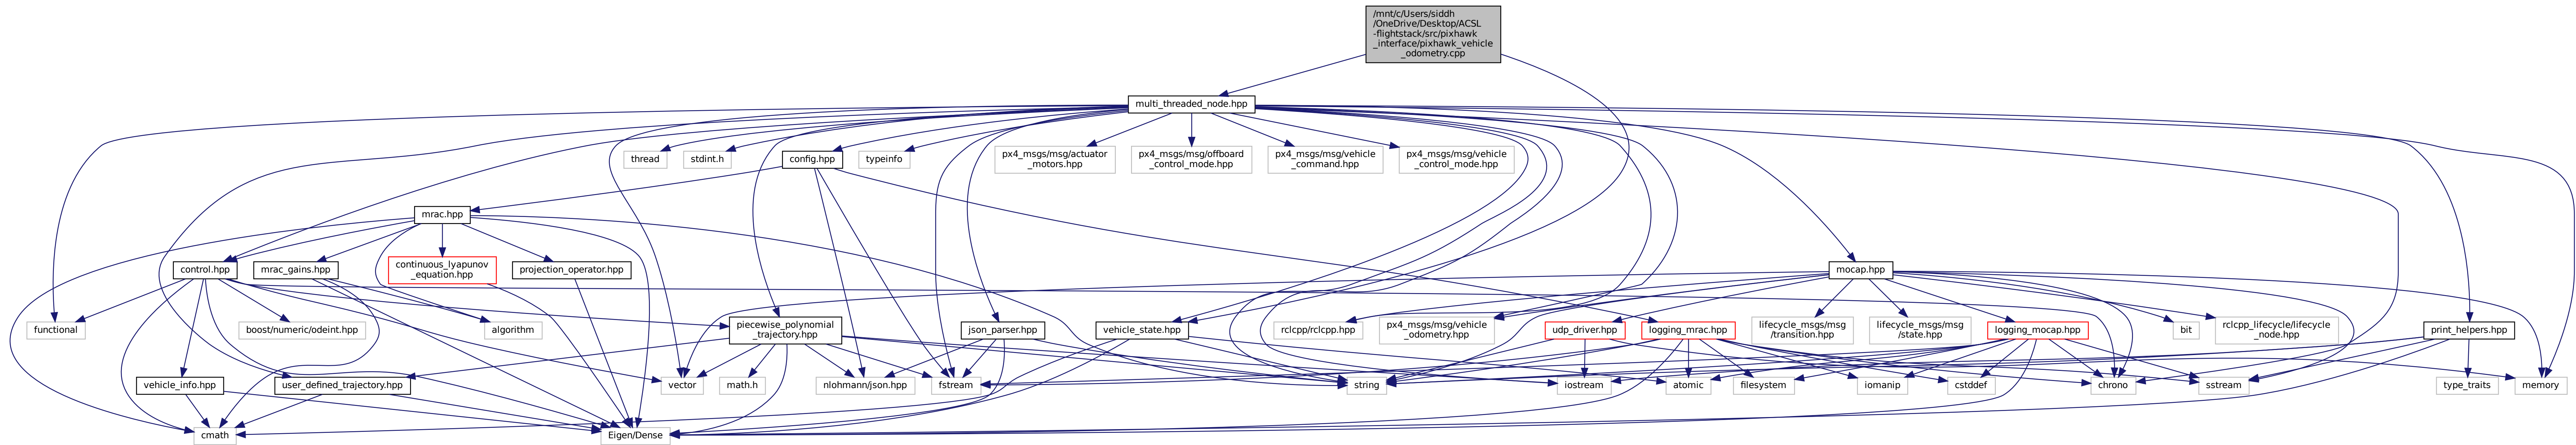 /mnt/c/Users/siddh
/OneDrive/Desktop/ACSL
-flightstack/src/pixhawk
_interface/pixhawk_vehicle
_odometry.cpp
multi_threaded_node.hpp
thread
stdint.h
config.hpp
typeinfo
px4_msgs/msg/actuator
_motors.hpp
px4_msgs/msg/offboard
_control_mode.hpp
px4_msgs/msg/vehicle
_command.hpp
px4_msgs/msg/vehicle
_control_mode.hpp
mrac.hpp
control.hpp
mrac_gains.hpp
continuous_lyapunov
_equation.hpp
projection_operator.hpp
mocap.hpp
functional
boost/numeric/odeint.hpp
algorithm
piecewise_polynomial
_trajectory.hpp
json_parser.hpp
vehicle_state.hpp
rclcpp/rclcpp.hpp
px4_msgs/msg/vehicle
_odometry.hpp
udp_driver.hpp
logging_mrac.hpp
lifecycle_msgs/msg
/transition.hpp
lifecycle_msgs/msg
/state.hpp
logging_mocap.hpp
bit
rclcpp_lifecycle/lifecycle
_node.hpp
print_helpers.hpp
vehicle_info.hpp
user_defined_trajectory.hpp
vector
math.h
nlohmann/json.hpp
fstream
string
iostream
atomic
filesystem
iomanip
cstddef
chrono
sstream
type_traits
memory
cmath
Eigen/Dense